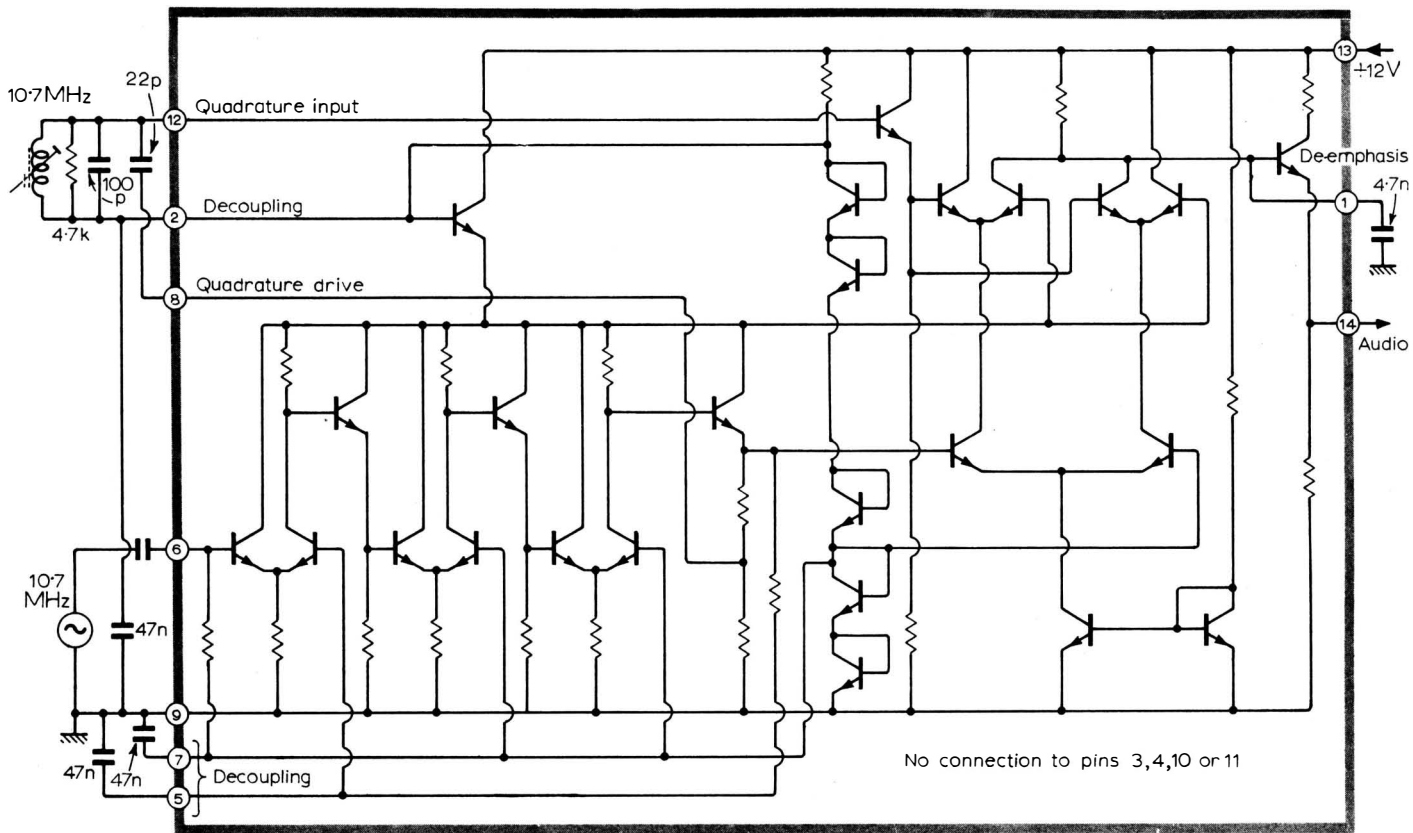 22p
10·7MHz
12
Quadrature input
13
+12V
100
p
De-emphasis
4·7n
2
Decoupling
1
4·7k
8
Quadrature drive
14
Audio
6
10·7
MHz
47n
9
7
47n
47n
Decoupling
5
No connection to pins 3,4,10 or 11